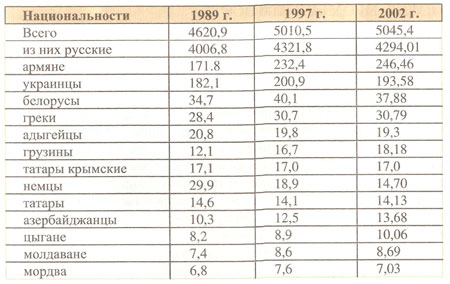 Национальности 1989 г. 1997 г. 2002 г.
Всего 4620,9 5010,5 5045,4
из них русские 4006,8 4321,8 4294,01
армяне 171.8 232,4 246,46
украинцы 182,1 200,9 193,58
белорусы 34,7 40,1 37,88
греки 28,4 30,7 30,79
адыгейцы 20,8 19,8 19,3
грузины 12,1 16,7 18,18
татары крымские 17,1 17,0 17,0
немцы 29,9 18,9 14,70
татары 14,6 14,1 14,13
азербайджанцы 10,3 12,5 13,68
цыгане 8,2 8,9 10,06
молдаване 7,4 8,6 8,69
мордва 6,8 7,6 7,03